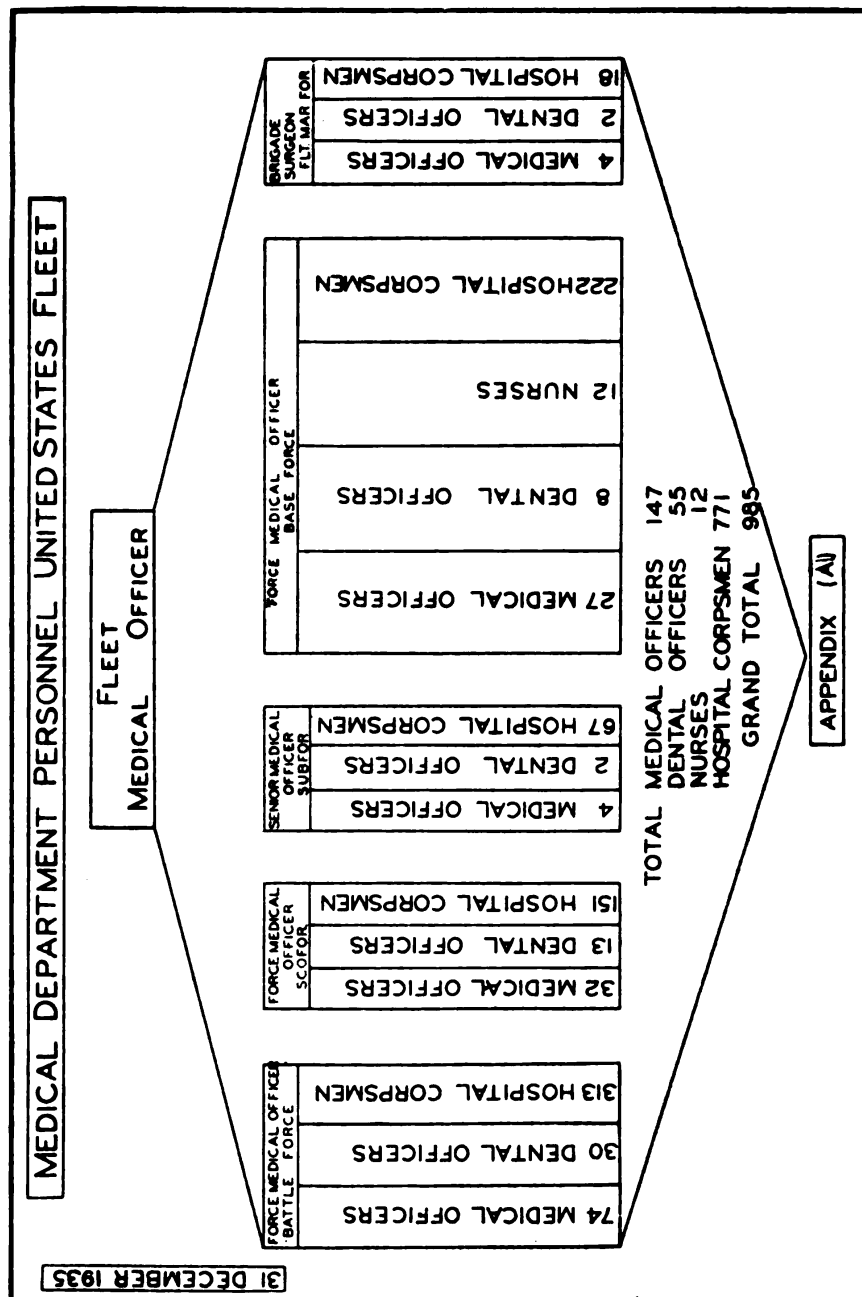 31 DECEMBER 1935
MEDICAL DEPARTMENT PERSONNEL UNITED STATES FLEET
FLEET
MEDICAL OFFICER
FORCE MEDICAL OFFICER
BATTLE FORCE
74 MEDICAL OFFICERS
30 DENTAL OFFICERS
313 HOSPITAL CORPSMEN
FORCE MEDICAL
OFFICER
SCOFOR
32 MEDICAL OFFICERS
13 DENTAL OFFICERS
151 HOSPITAL CORPSMEN
SENIOR MEDICAL
OFFICER
SUBFOR
4 MEDICAL OFFICERS
2 DENTAL OFFICERS
67 HOSPITAL CORPSMEN
FORCE MEDICAL OFFICER
BASE FORCE
27 MEDICAL OFFICERS
8 DENTAL OFFICERS
12 NURSES
222 HOSPITAL CORPSMEN
BRIGADE
SURGEON
FLT. MAR FOR
4 MEDICAL OFFICERS
2 DENTAL OFFICERS
18 HOSPITAL CORPSMEN
TOTAL MEDICAL OFFICERS 147
DENTAL OFFICERS 55
NURSES 12
HOSPITAL CORPSMEN 771
GRAND TOTAL 985
APPENDIX (A1)